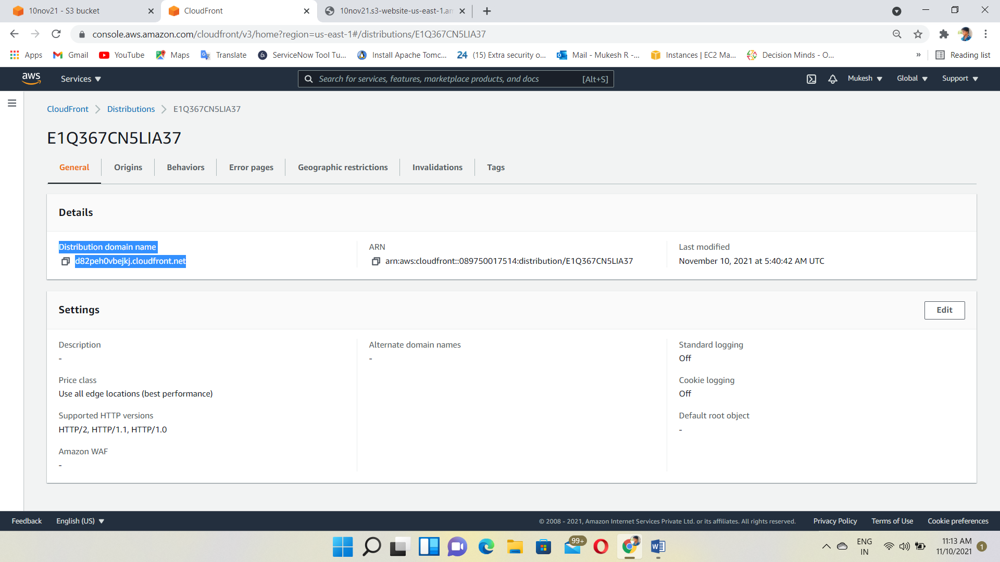 10nov21 - S3 bucket
CloudFront
10nov21.s3-website-us-east-1.am
console.aws.amazon.com/cloudfront/v3/home?region=us-east-1#/distributions/E1Q367CN5LIA37
Apps Gmail YouTube Maps Translate ServiceNow Tool Tu... Install Apache Tomc... 24 (15) Extra security o... Mail - Mukesh R -... Instances | EC2 Ma... Decision Minds - O... » Reading list
aws Services Search for services, features, marketplace products, and docs [Alt+S] Mukesh Global Support
CloudFront Distributions E1Q367CN5LIA37
E1Q367CN5LIA37
General Origins Behaviors Error pages Geographic restrictions Invalidations Tags
Details
Distribution domain name
d82peh0vbejkj.cloudfront.net
ARN
arn:aws:cloudfront::089750017514:distribution/E1Q367CN5LIA37
Last modified
November 10, 2021 at 5:40:42 AM UTC
Settings
Edit
Description
-
Price class
Use all edge locations (best performance)
Supported HTTP versions
HTTP/2, HTTP/1.1, HTTP/1.0
Amazon WAF
-
Alternate domain names
-
Standard logging
Off
Cookie logging
Off
Default root object
-
Feedback English (US) © 2008 - 2021, Amazon Internet Services Private Ltd. or its affiliates. All rights reserved. Privacy Policy Terms of Use Cookie preferences
99+
ENG
IN
11:13 AM
11/10/2021
1